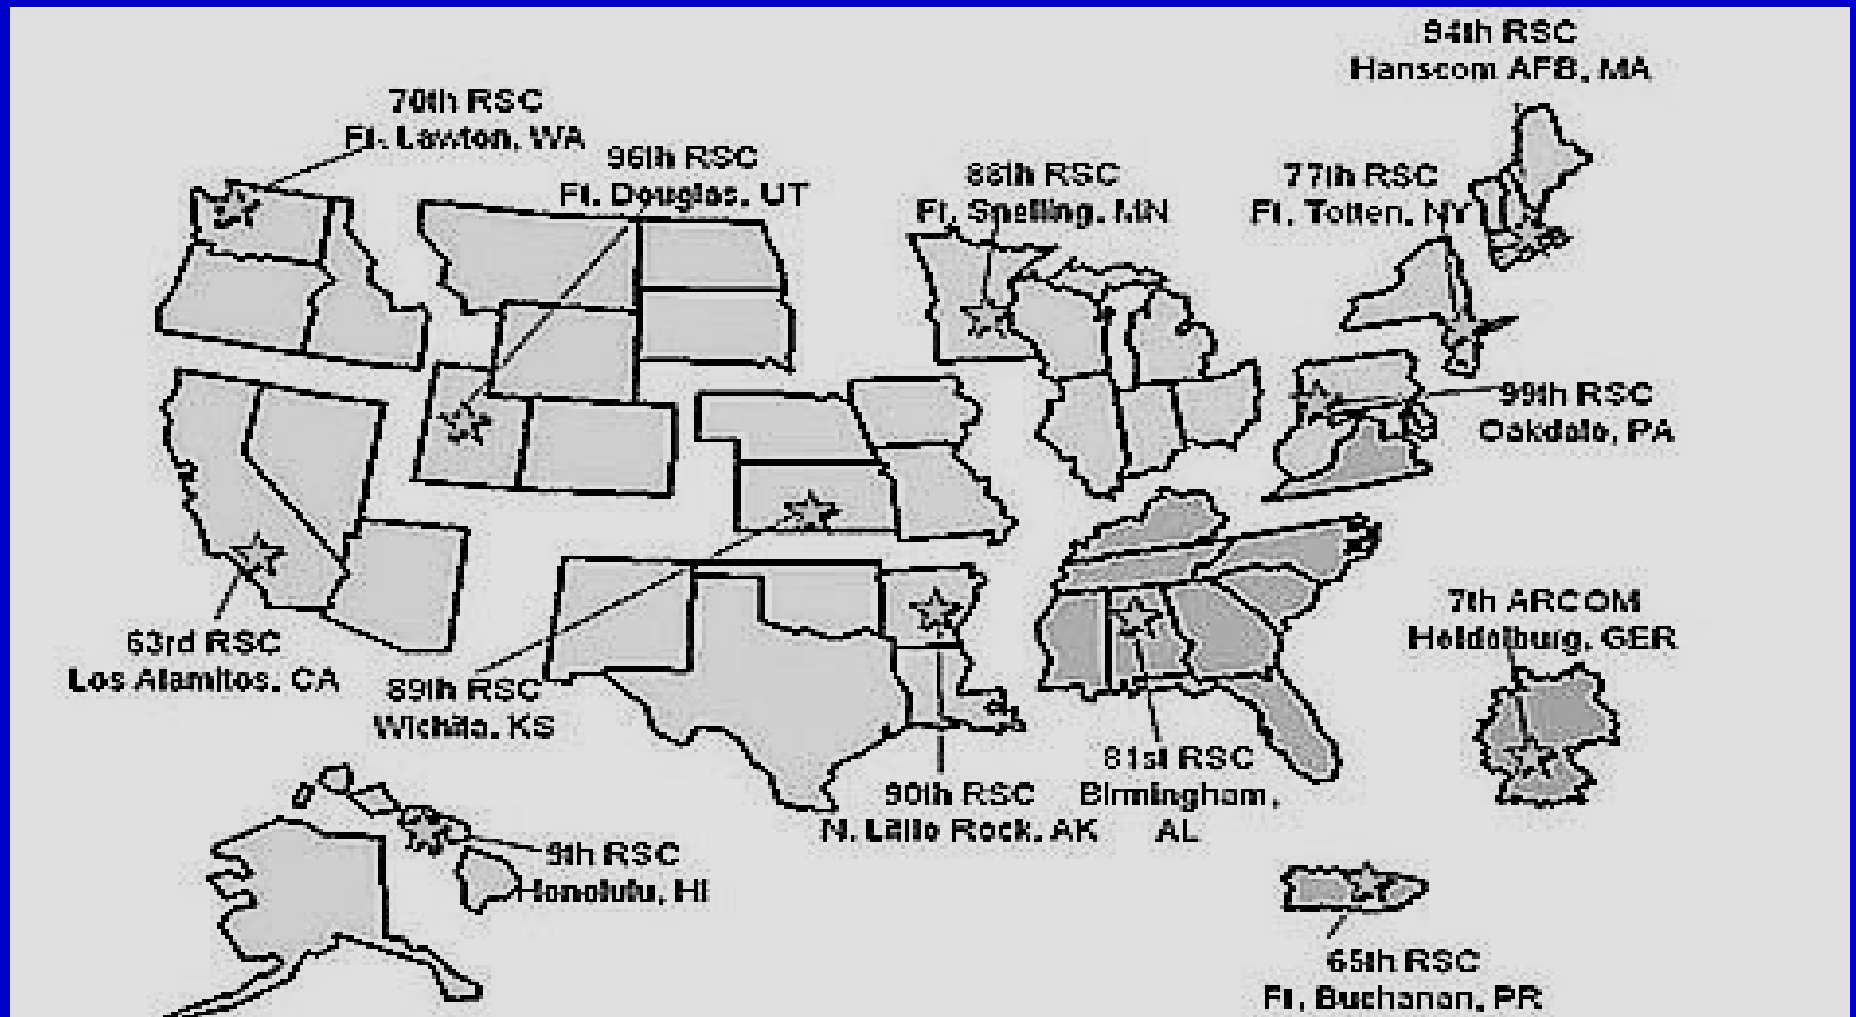 94th RSC
Hanscom AFB, MA
70th RSC
Ft. Lawton, WA
96th RSC
Ft. Douglas, UT
88th RSC
Ft. Snelling, MN
77th RSC
Ft. Totten, NY
99th RSC
Oakdale, PA
63rd RSC
Los Alamitos, CA
89th RSC
Wichita, KS
7th ARCOM
Heidelburg, GER
81st RSC
Birmingham,
AL
90th RSC
N. Little Rock, AK
9th RSC
Honolulu, HI
65th RSC
Ft. Buchanan, PR